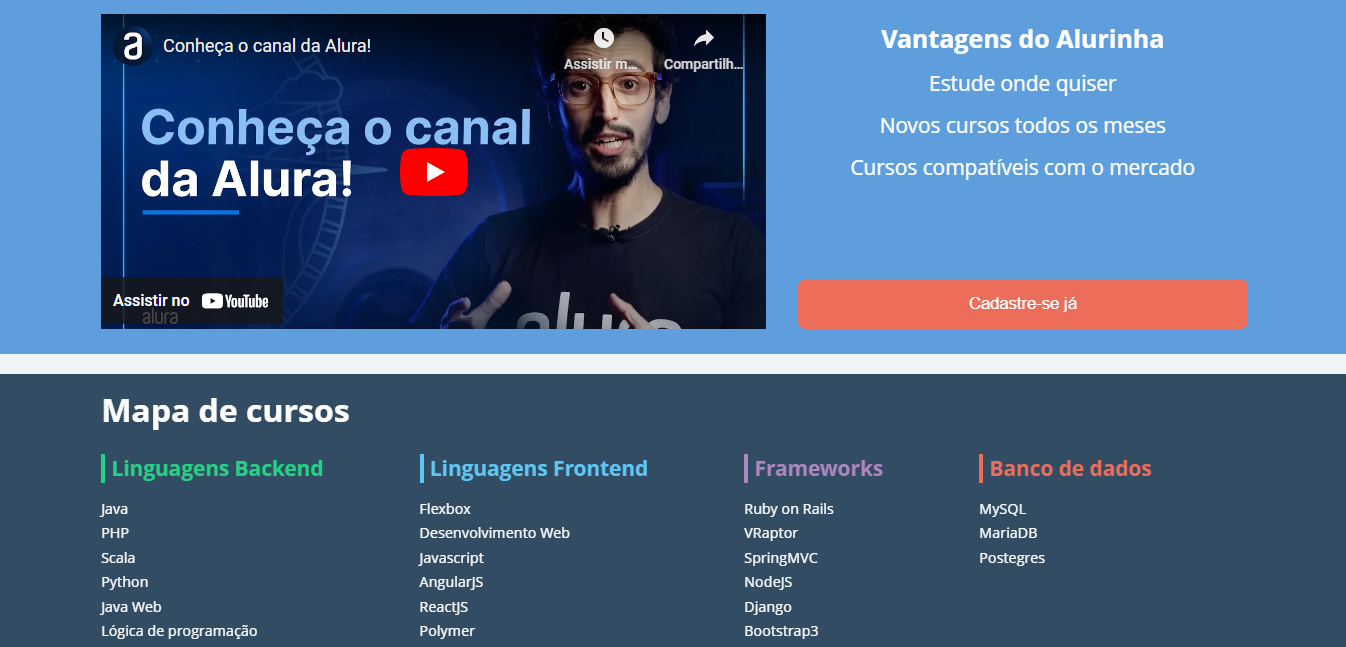 a
Conheça o canal da Alura!
Assistir m...
Compartilh...
Conheça o canal
da Alura!
Assistir no YouTube
alura
alura
Vantagens do Alurinha
Estude onde quiser
Novos cursos todos os meses
Cursos compatíveis com o mercado
Cadastre-se já
Mapa de cursos
Linguagens Backend
Java
PHP
Scala
Python
Java Web
Lógica de programação
Linguagens Frontend
Flexbox
Desenvolvimento Web
Javascript
AngularJS
ReactJS
Polymer
Frameworks
Ruby on Rails
VRaptor
SpringMVC
NodeJS
Django
Bootstrap3
Banco de dados
MySQL
MariaDB
Postegres